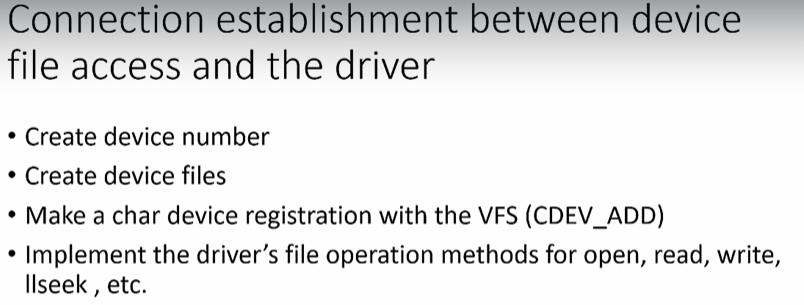 Connection establishment between device
file access and the driver
• Create device number
• Create device files
• Make a char device registration with the VFS (CDEV_ADD)
• Implement the driver's file operation methods for open, read, write,
llseek , etc.